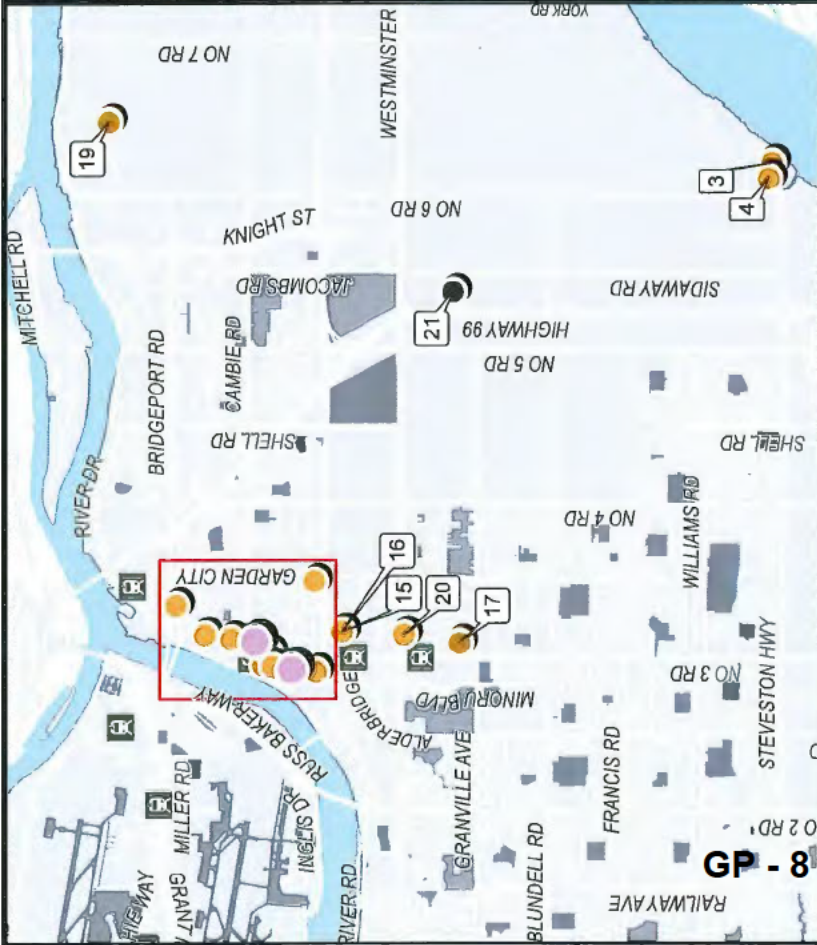 YORK RD
NO 7 RD
WESTMINSTER
19
3
4
NO 6 RD
KNIGHT ST
MITCHELL RD
JACOBS RD
SIDAWAY RD
21
HIGHWAY 99
BRIDGEPORT RD
CAMBIE RD
NO 5 RD
SHELL RD
SHELL RD
RIVER DR
WILLIAMS RD
NO 4 RD
16
GARDEN CITY
15
20
17
NO 3 RD
STEVESTON HWY
MINORU BLVD
ALDERBRIDGE
RUSS BAKER WAY
GRANVILLE AVE
FRANCIS RD
MILLER RD
INGLIS DR
O 2 RD
BLUNDELL RD
GP - 8
GRANT
HIGHWAY
RIVER RD
RAILWAY AVE